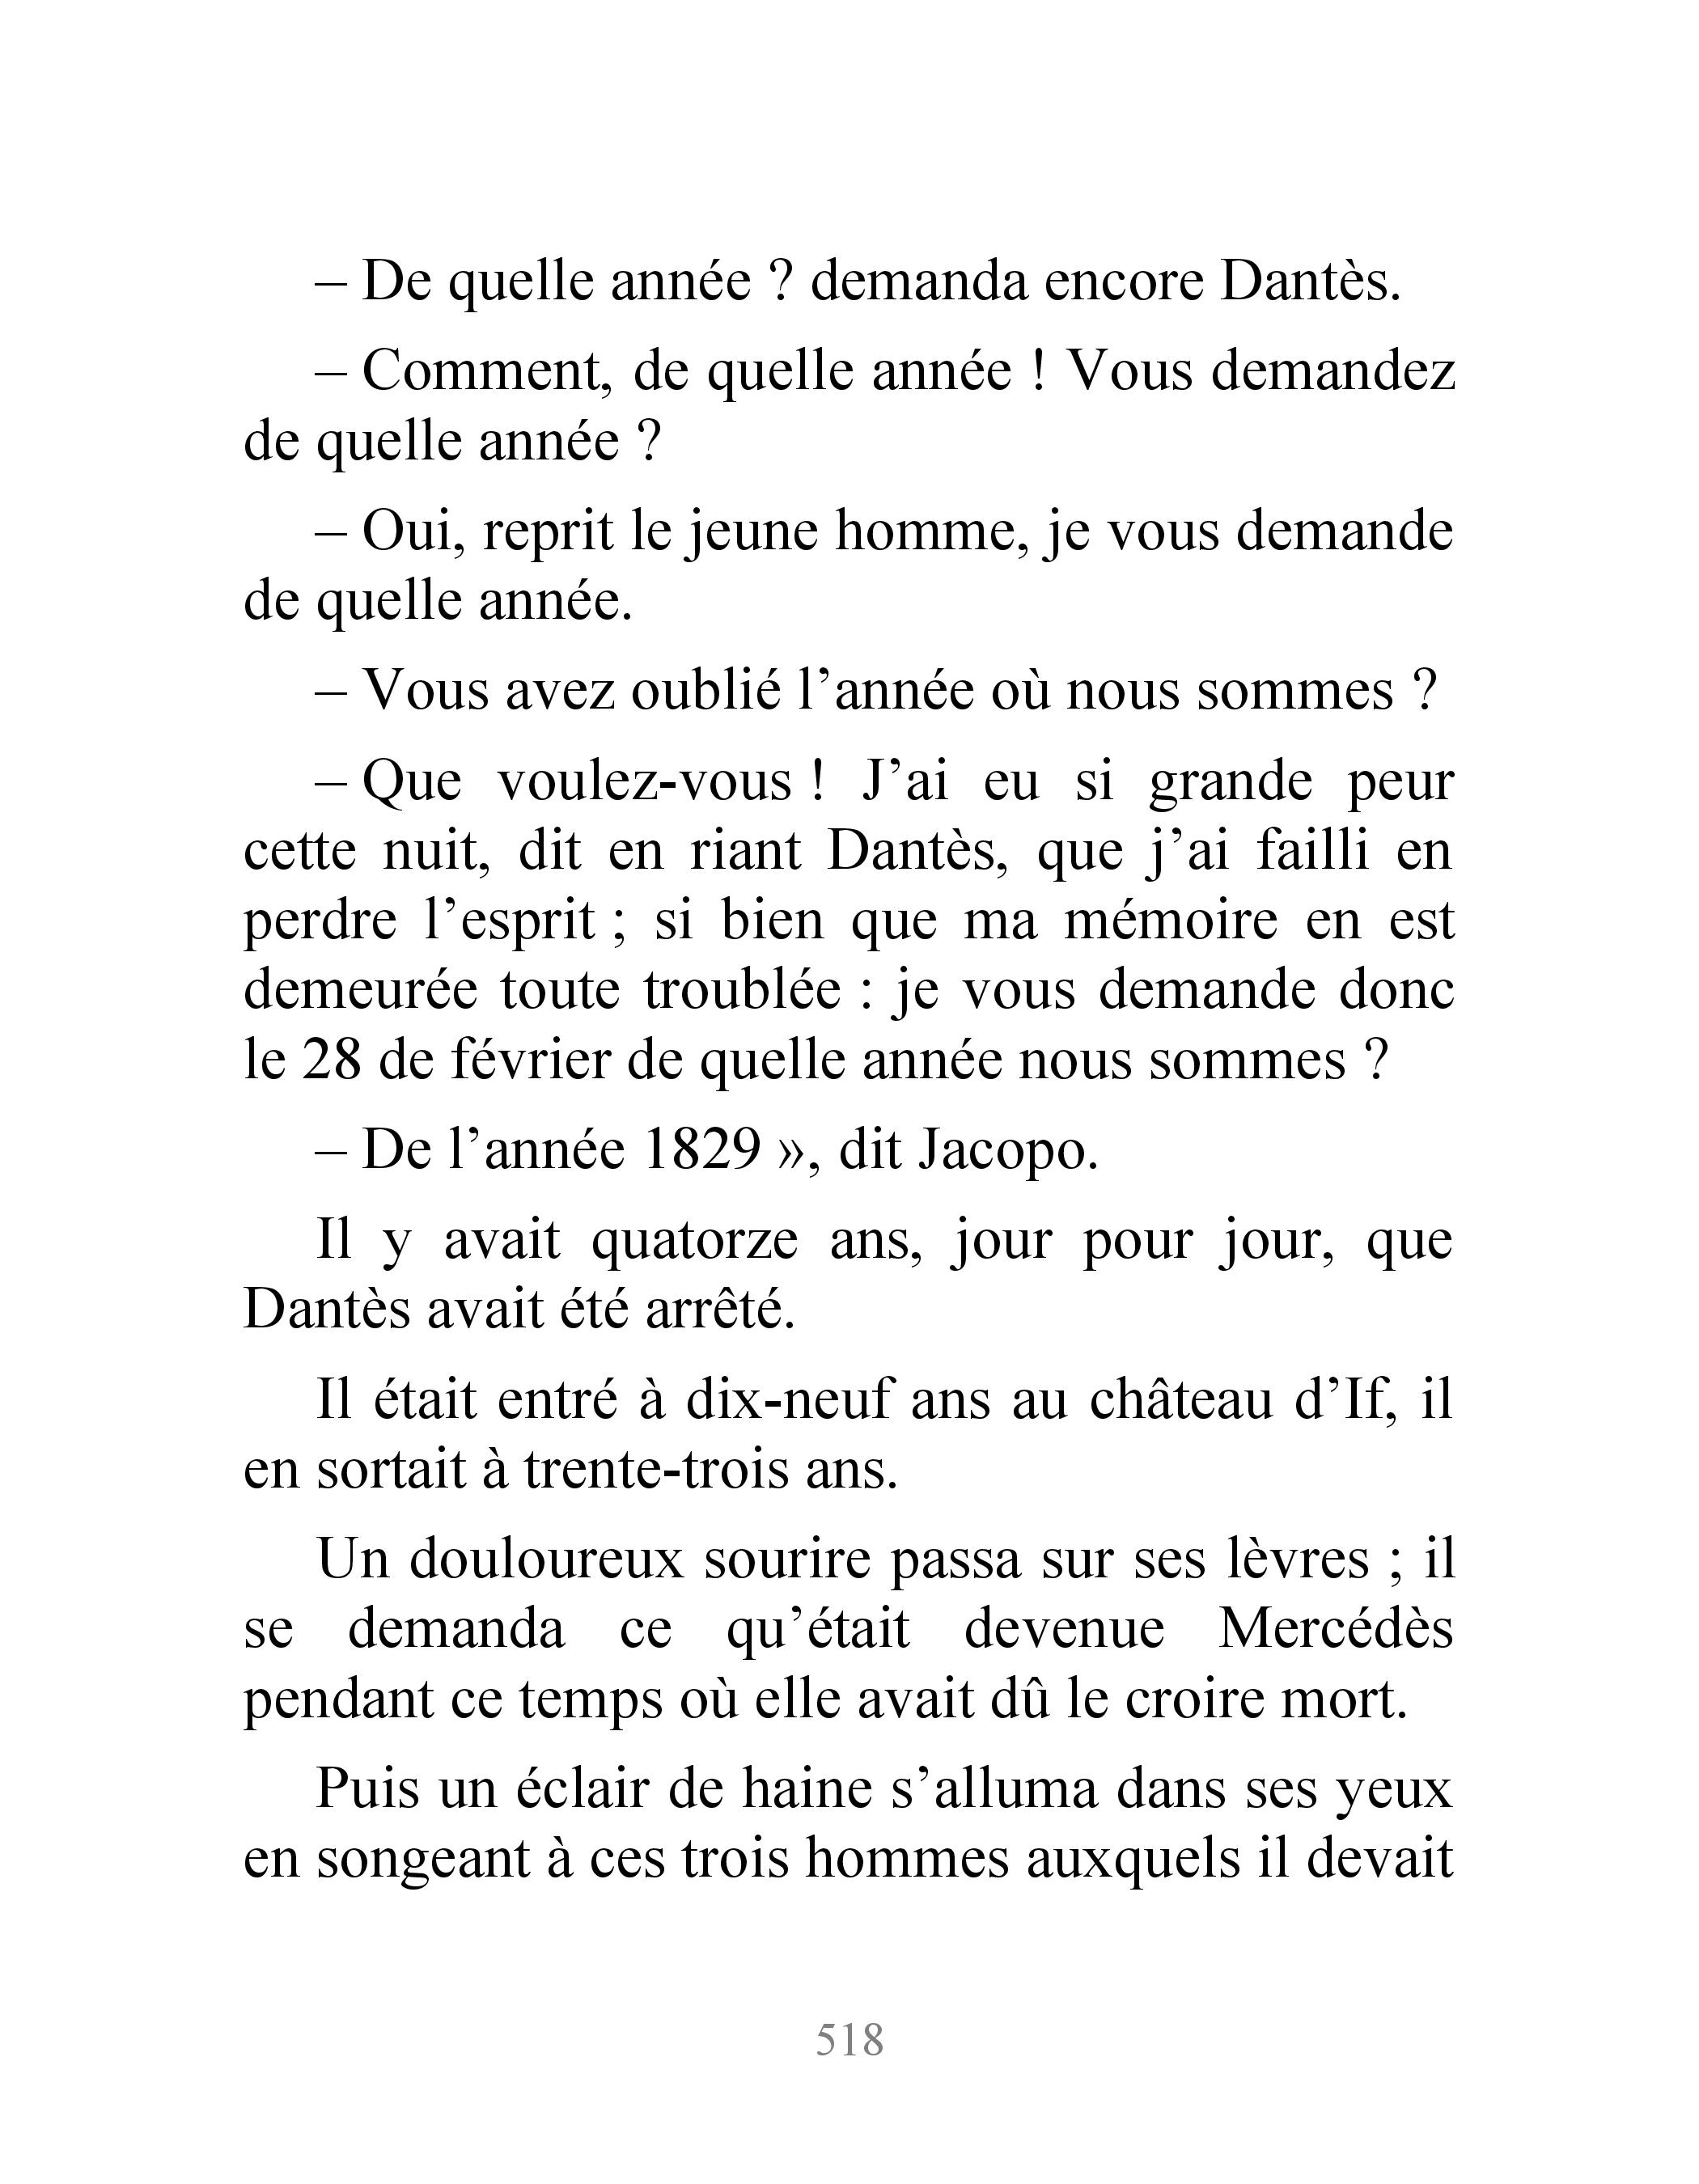 – De quelle année ? demanda encore Dantès.
– Comment, de quelle année ! Vous demandez
de quelle année ?
– Oui, reprit le jeune homme, je vous demande
de quelle année.
– Vous avez oublié l’année où nous sommes ?
– Que voulez-vous ! J’ai eu si grande peur
cette nuit, dit en riant Dantès, que j’ai failli en
perdre l’esprit ; si bien que ma mémoire en est
demeurée toute troublée : je vous demande donc
le 28 de février de quelle année nous sommes ?
– De l’année 1829 », dit Jacopo.
Il y avait quatorze ans, jour pour jour, que
Dantès avait été arrêté.
Il était entré à dix-neuf ans au château d’If, il
en sortait à trente-trois ans.
Un douloureux sourire passa sur ses lèvres ; il
se demanda ce qu’était devenue Mercédès
pendant ce temps où elle avait dû le croire mort.
Puis un éclair de haine s’alluma dans ses yeux
en songeant à ces trois hommes auxquels il devait
518